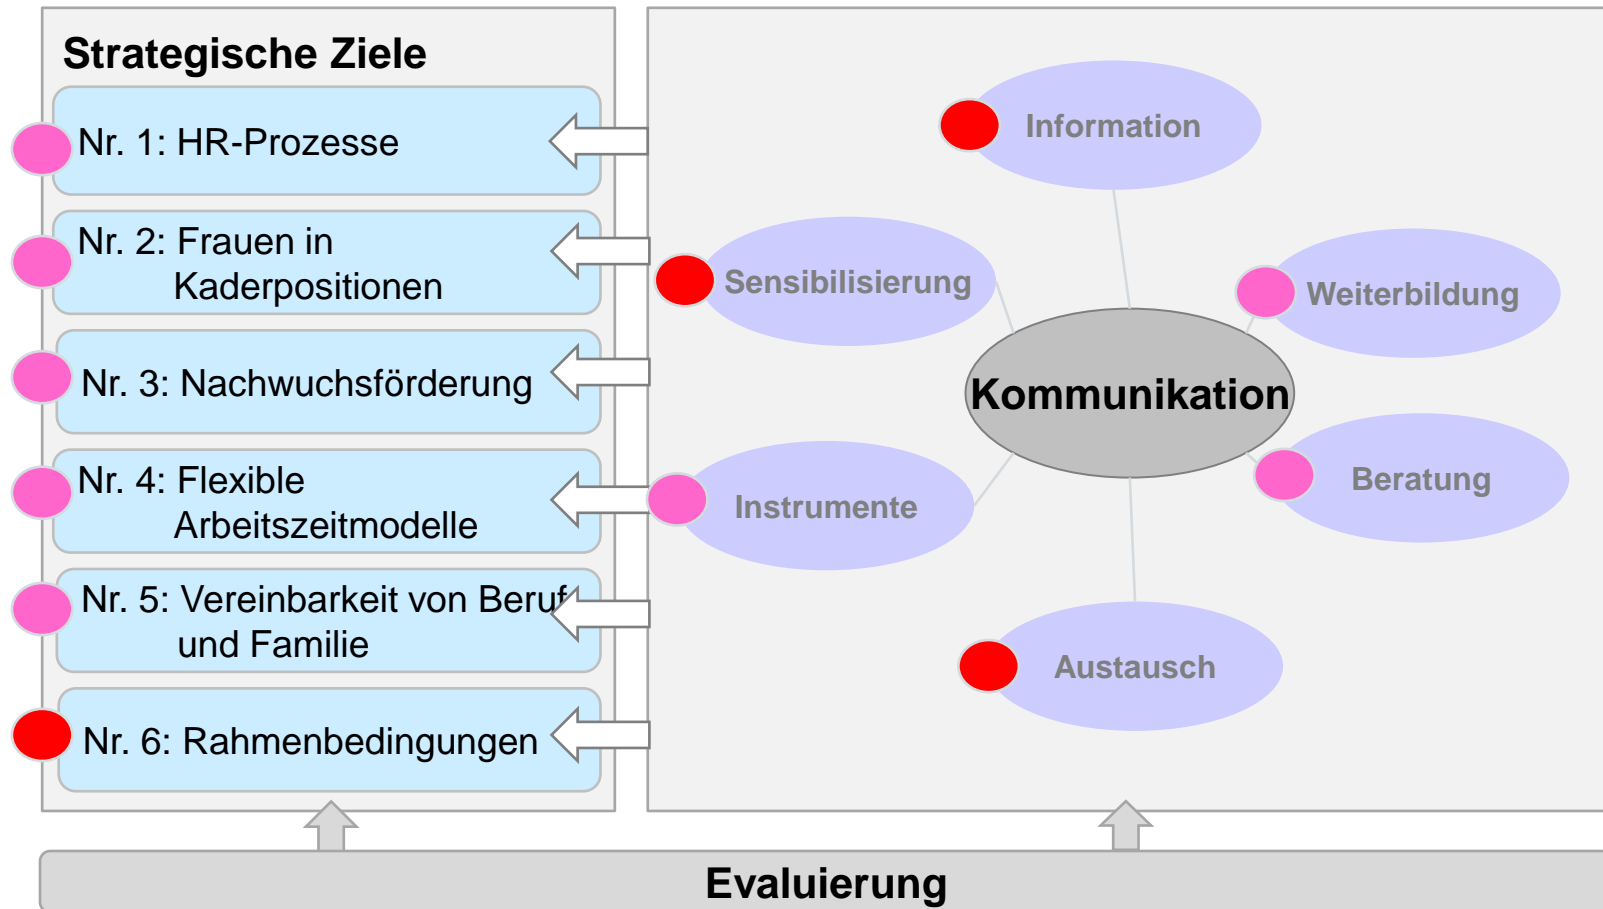 Strategische Ziele
Nr. 1: HR-Prozesse
Nr. 2: Frauen in
Kaderpositionen
Nr. 3: Nachwuchsförderung
Nr. 4: Flexible
Arbeitszeitmodelle
Nr. 5: Vereinbarkeit von Beruf
und Familie
Nr. 6: Rahmenbedingungen
Information
Sensibilisierung
Weiterbildung
Kommunikation
Instrumente
Beratung
Austausch
Evaluierung